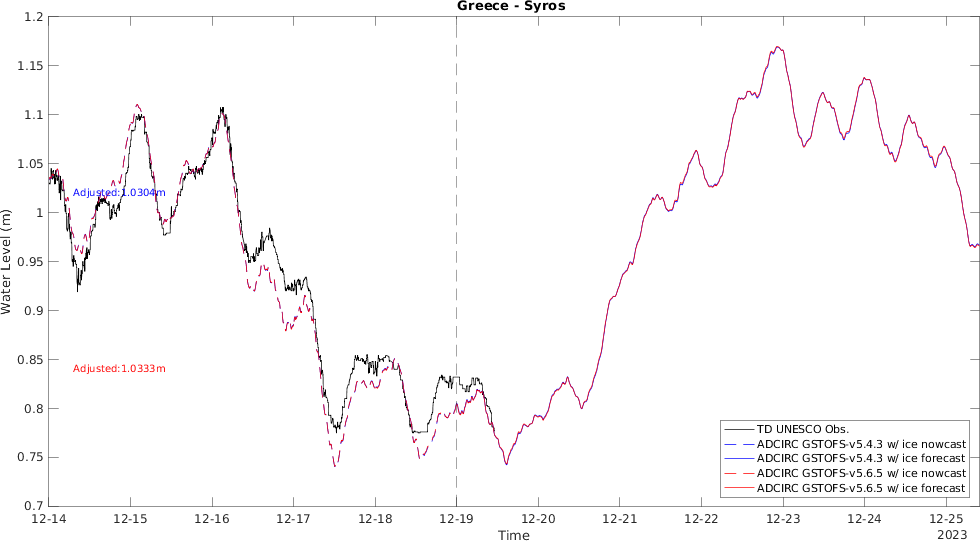 Greece - Syros
1.2
1.15
1.1
1.05
1
0.95
0.9
0.85
0.8
0.75
0.7
Water Level (m)
Adjusted:1.0304m
Adjusted:1.0333m
TD UNESCO Obs.
ADCIRC GSTOFS-v5.4.3 w/ ice nowcast
ADCIRC GSTOFS-v5.4.3 w/ ice forecast
ADCIRC GSTOFS-v5.6.5 w/ ice nowcast
ADCIRC GSTOFS-v5.6.5 w/ ice forecast
12-14 12-15 12-16 12-17 12-18 12-19 12-20 12-21 12-22 12-23 12-24 12-25
Time
2023